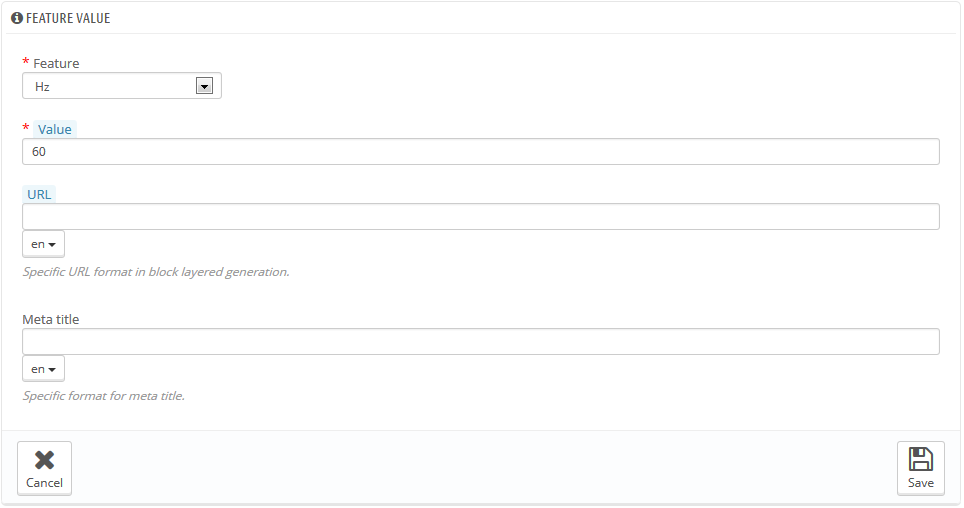 FEATURE VALUE
* Feature
Hz
* Value
60
URL
en
Specific URL format in block layered generation.
Meta title
en
Specific format for meta title.
Cancel
Save